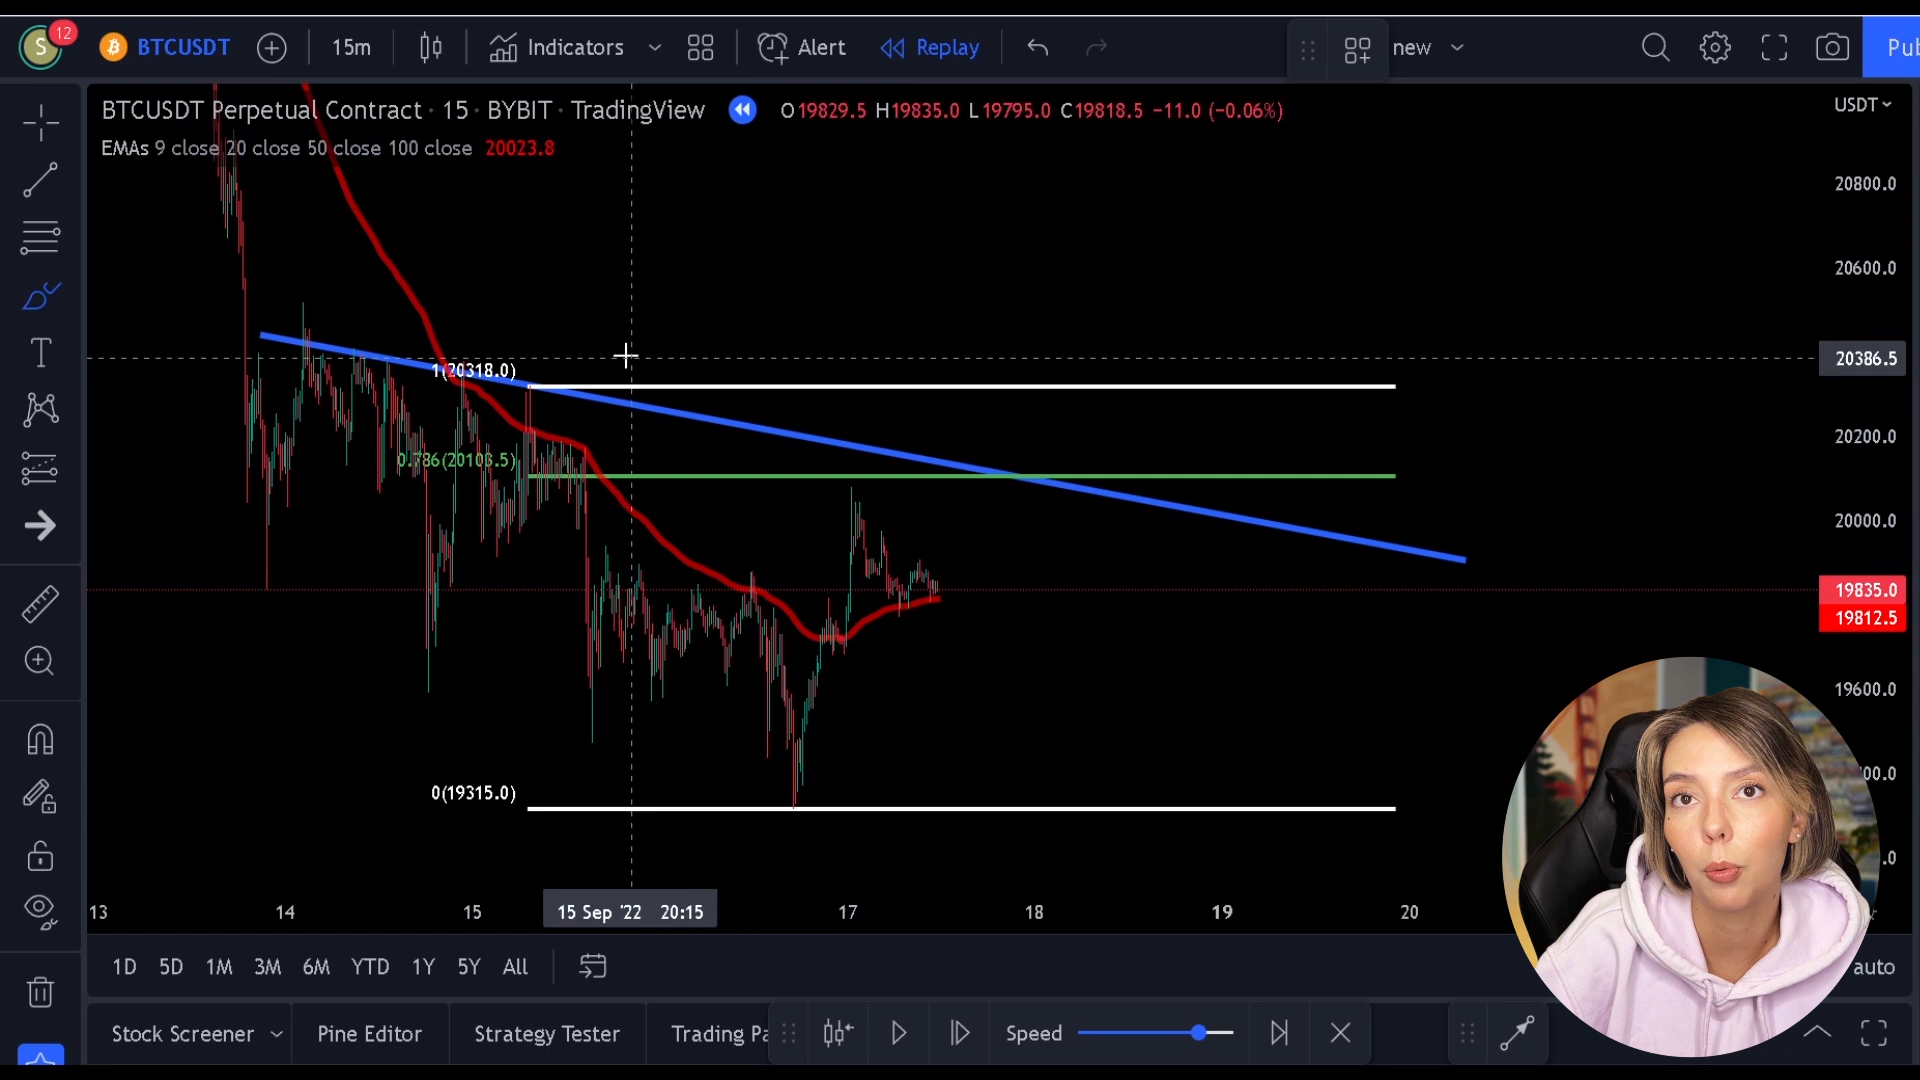 S 12 BTCUSDT 15m Indicators Alert Replay new Pub
BTCUSDT Perpetual Contract · 15 · BYBIT · TradingView O19829.5 H19835.0 L19795.0 C19818.5 −11.0 (−0.06%) USDT
EMAs 9 close 20 close 50 close 100 close 20023.8
20800.0
20600.0
20386.5
1(20318.0)
20200.0
0.786(20103.5)
20000.0
19835.0
19812.5
19600.0
00.0
0(19315.0)
.0
13 14 15 15 Sep '22 20:15 17 18 19 20
1D 5D 1M 3M 6M YTD 1Y 5Y All auto
Stock Screener Pine Editor Strategy Tester Trading Pa Speed